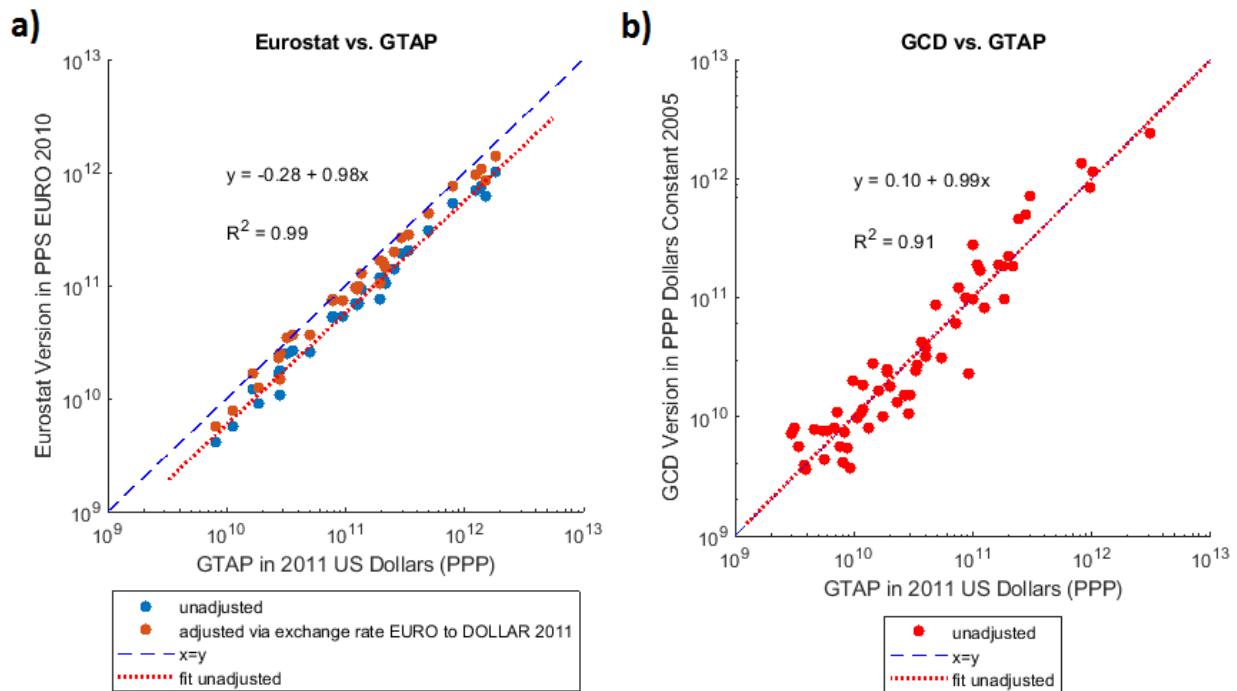 a)
Eurostat vs. GTAP
10^13
10^12
10^11
10^10
10^9
Eurostat Version in PPS EURO 2010
y = -0.28 + 0.98x
R^2 = 0.99
10^9 10^10 10^11 10^12 10^13
GTAP in 2011 US Dollars (PPP)
unadjusted
adjusted via exchange rate EURO to DOLLAR 2011
x=y
fit unadjusted
b)
GCD vs. GTAP
10^13
10^12
10^11
10^10
10^9
GCD Version in PPP Dollars Constant 2005
y = 0.10 + 0.99x
R^2 = 0.91
10^9 10^10 10^11 10^12 10^13
GTAP in 2011 US Dollars (PPP)
unadjusted
x=y
fit unadjusted